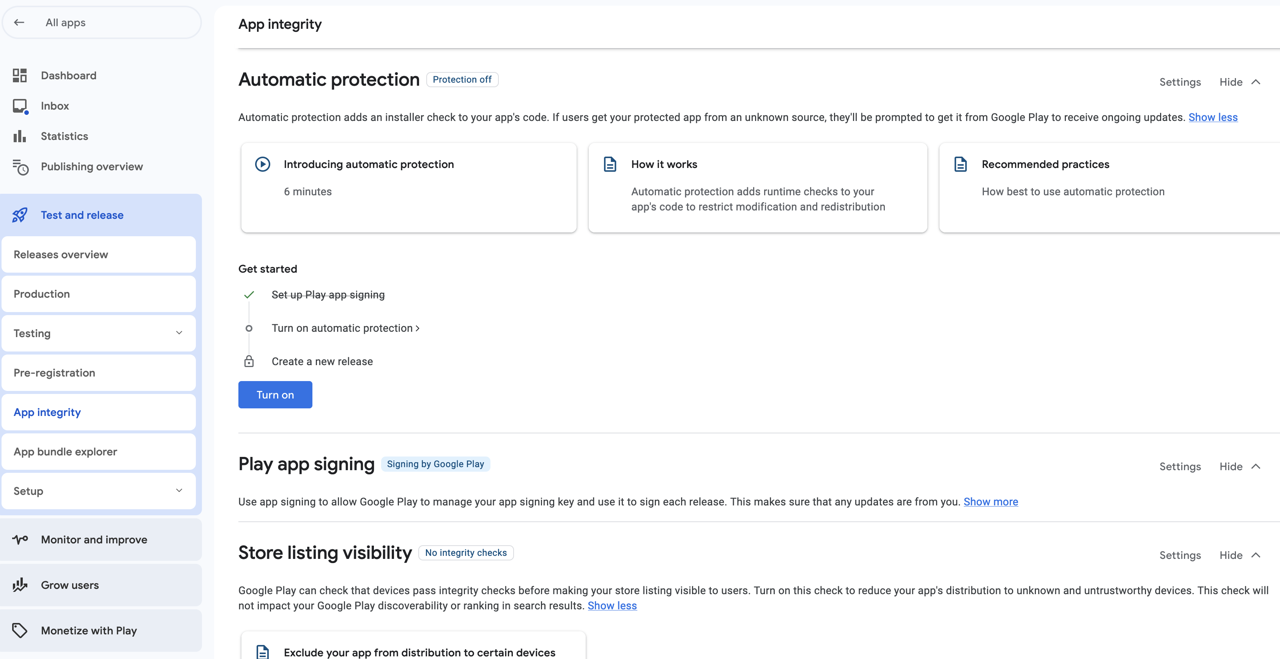 All apps
Dashboard
Inbox
Statistics
Publishing overview
Test and release
Releases overview
Production
Testing
Pre-registration
App integrity
App bundle explorer
Setup
Monitor and improve
Grow users
Monetize with Play
App integrity
Automatic protection Protection off Settings Hide
Automatic protection adds an installer check to your app's code. If users get your protected app from an unknown source, they'll be prompted to get it from Google Play to receive ongoing updates. Show less
Introducing automatic protection
6 minutes
How it works
Automatic protection adds runtime checks to your
app's code to restrict modification and redistribution
Recommended practices
How best to use automatic protection
Get started
Set up Play app signing
Turn on automatic protection ›
Create a new release
Turn on
Play app signing Signing by Google Play Settings Hide
Use app signing to allow Google Play to manage your app signing key and use it to sign each release. This makes sure that any updates are from you. Show more
Store listing visibility No integrity checks Settings Hide
Google Play can check that devices pass integrity checks before making your store listing visible to users. Turn on this check to reduce your app's distribution to unknown and untrustworthy devices. This check will
not impact your Google Play discoverability or ranking in search results. Show less
Exclude your app from distribution to certain devices